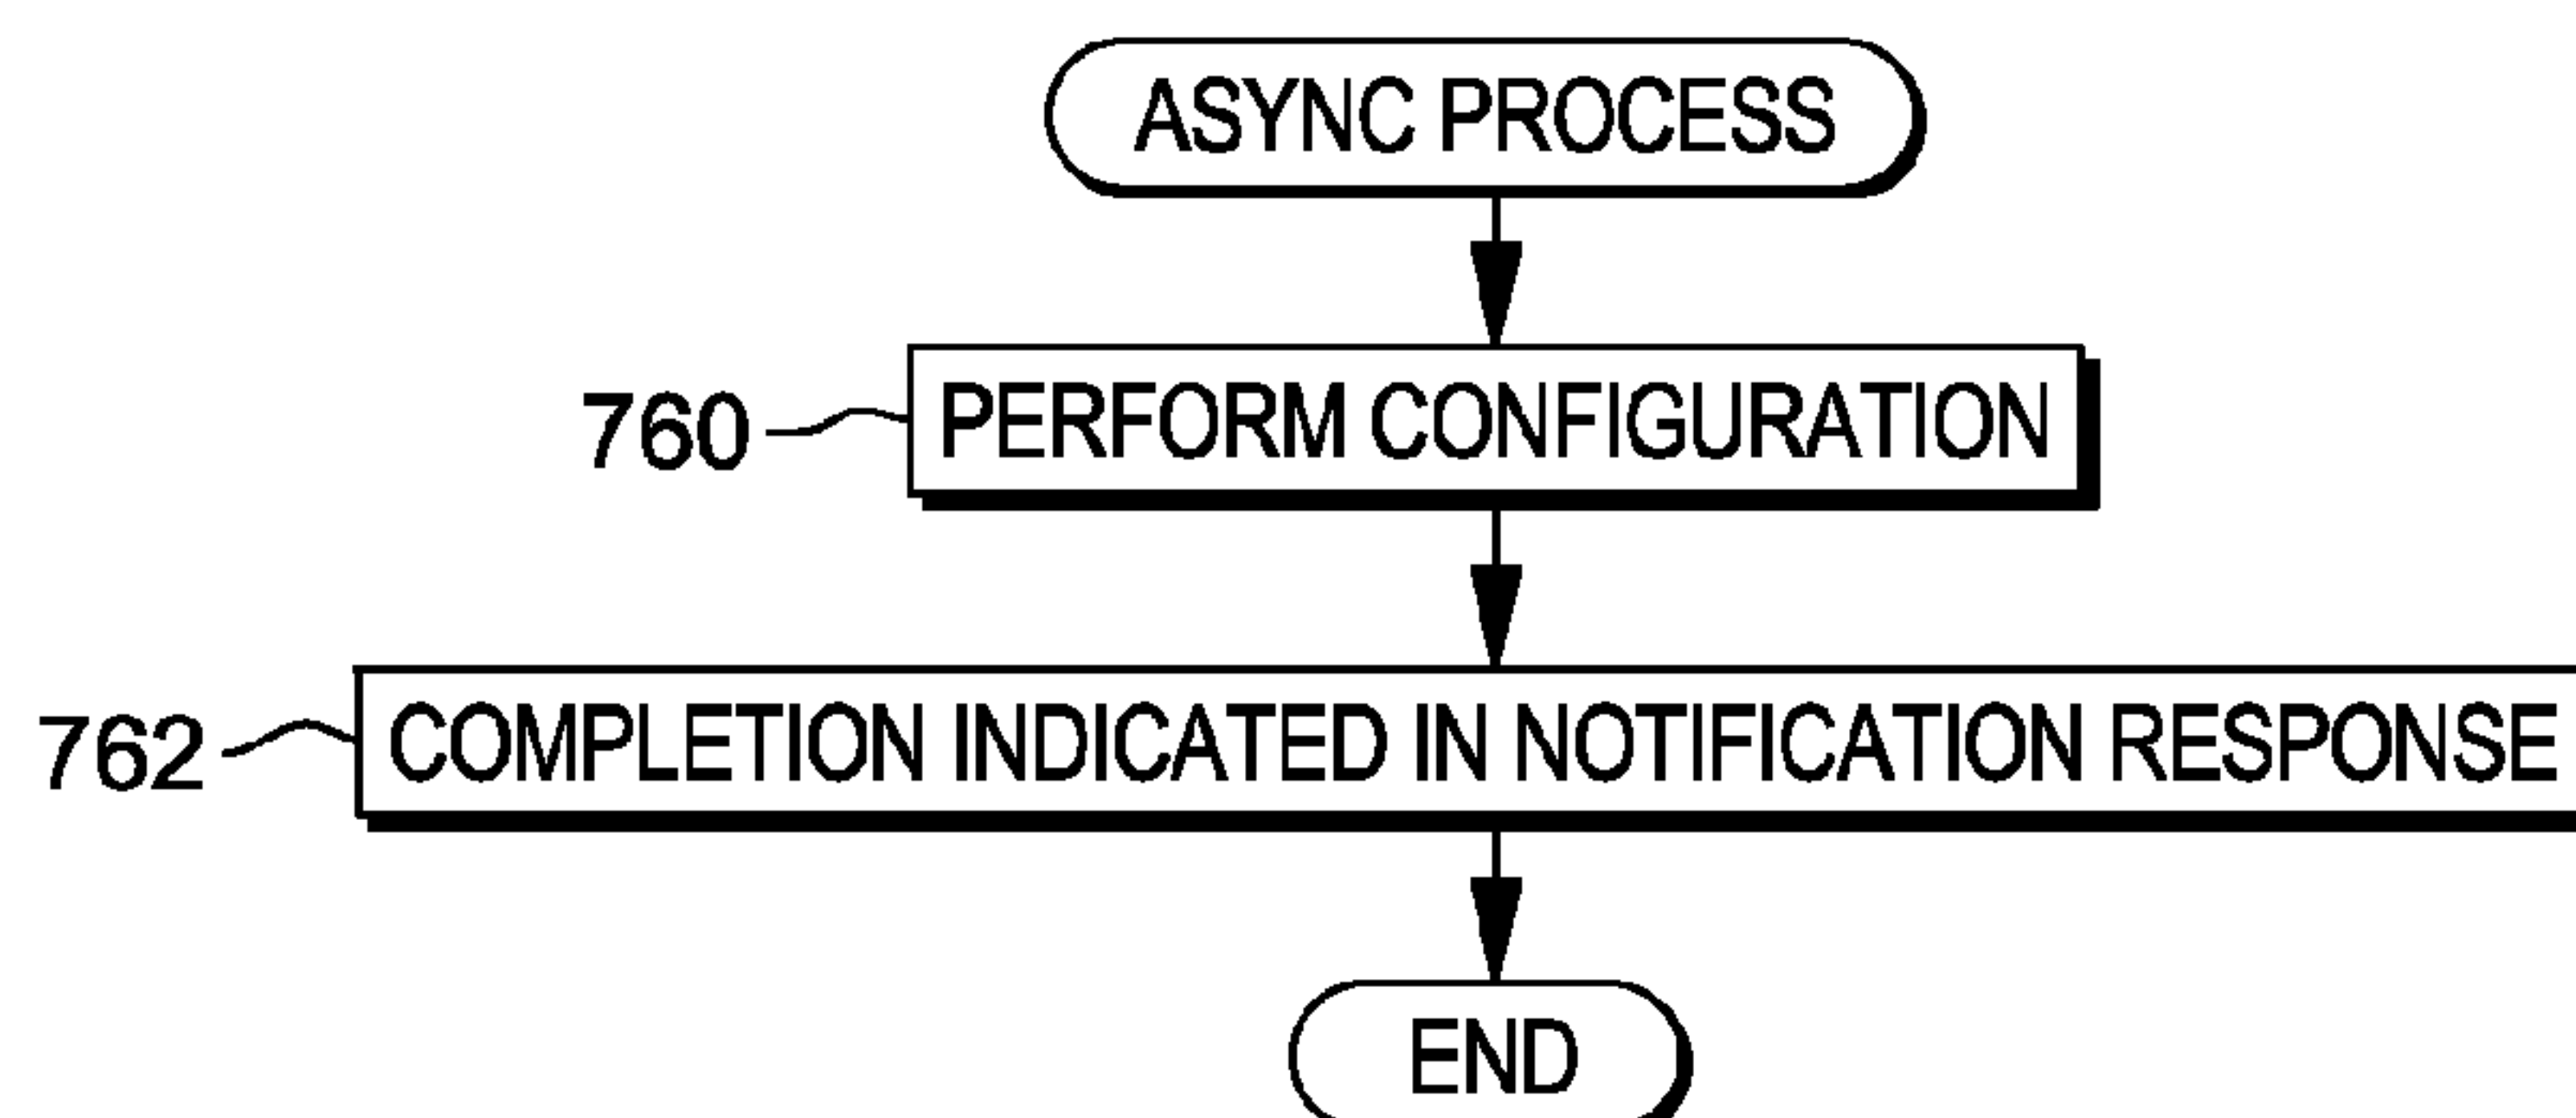 ASYNC PROCESS
760 PERFORM CONFIGURATION
762 COMPLETION INDICATED IN NOTIFICATION RESPONSE
END